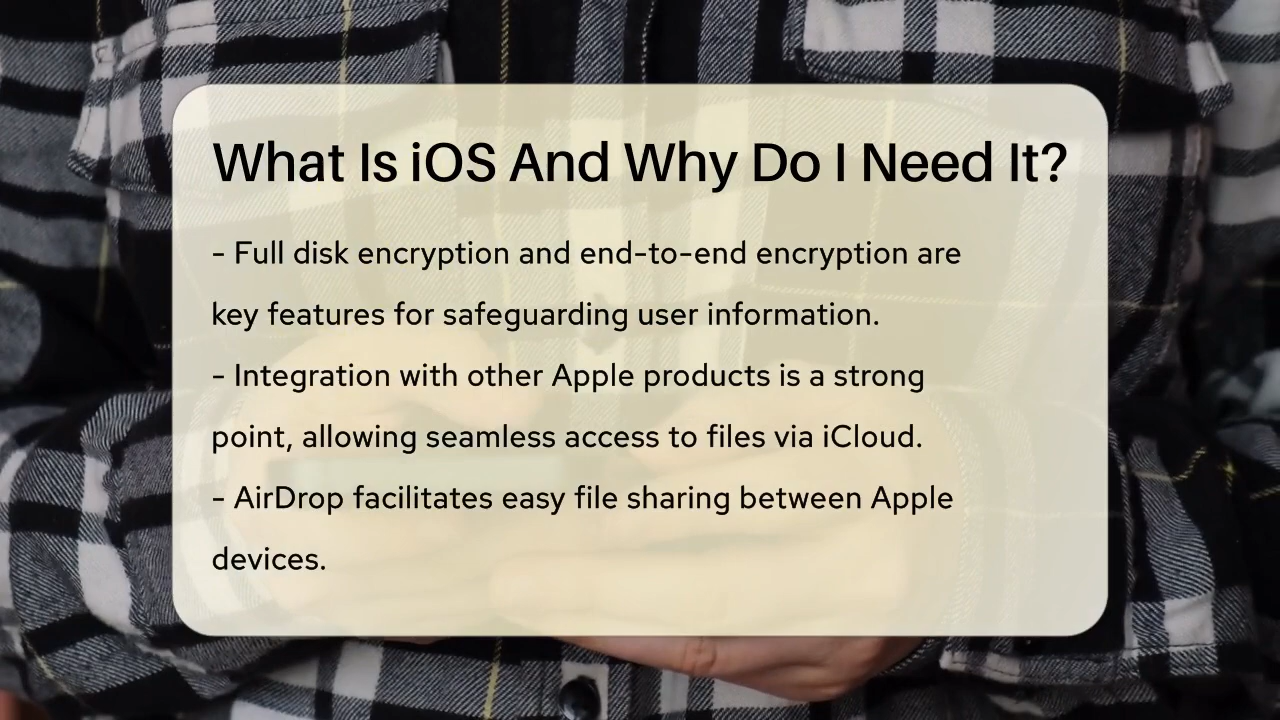 What Is iOS And Why Do I Need It?
- Full disk encryption and end-to-end encryption are
key features for safeguarding user information.
- Integration with other Apple products is a strong
point, allowing seamless access to files via iCloud.
- AirDrop facilitates easy file sharing between Apple
devices.